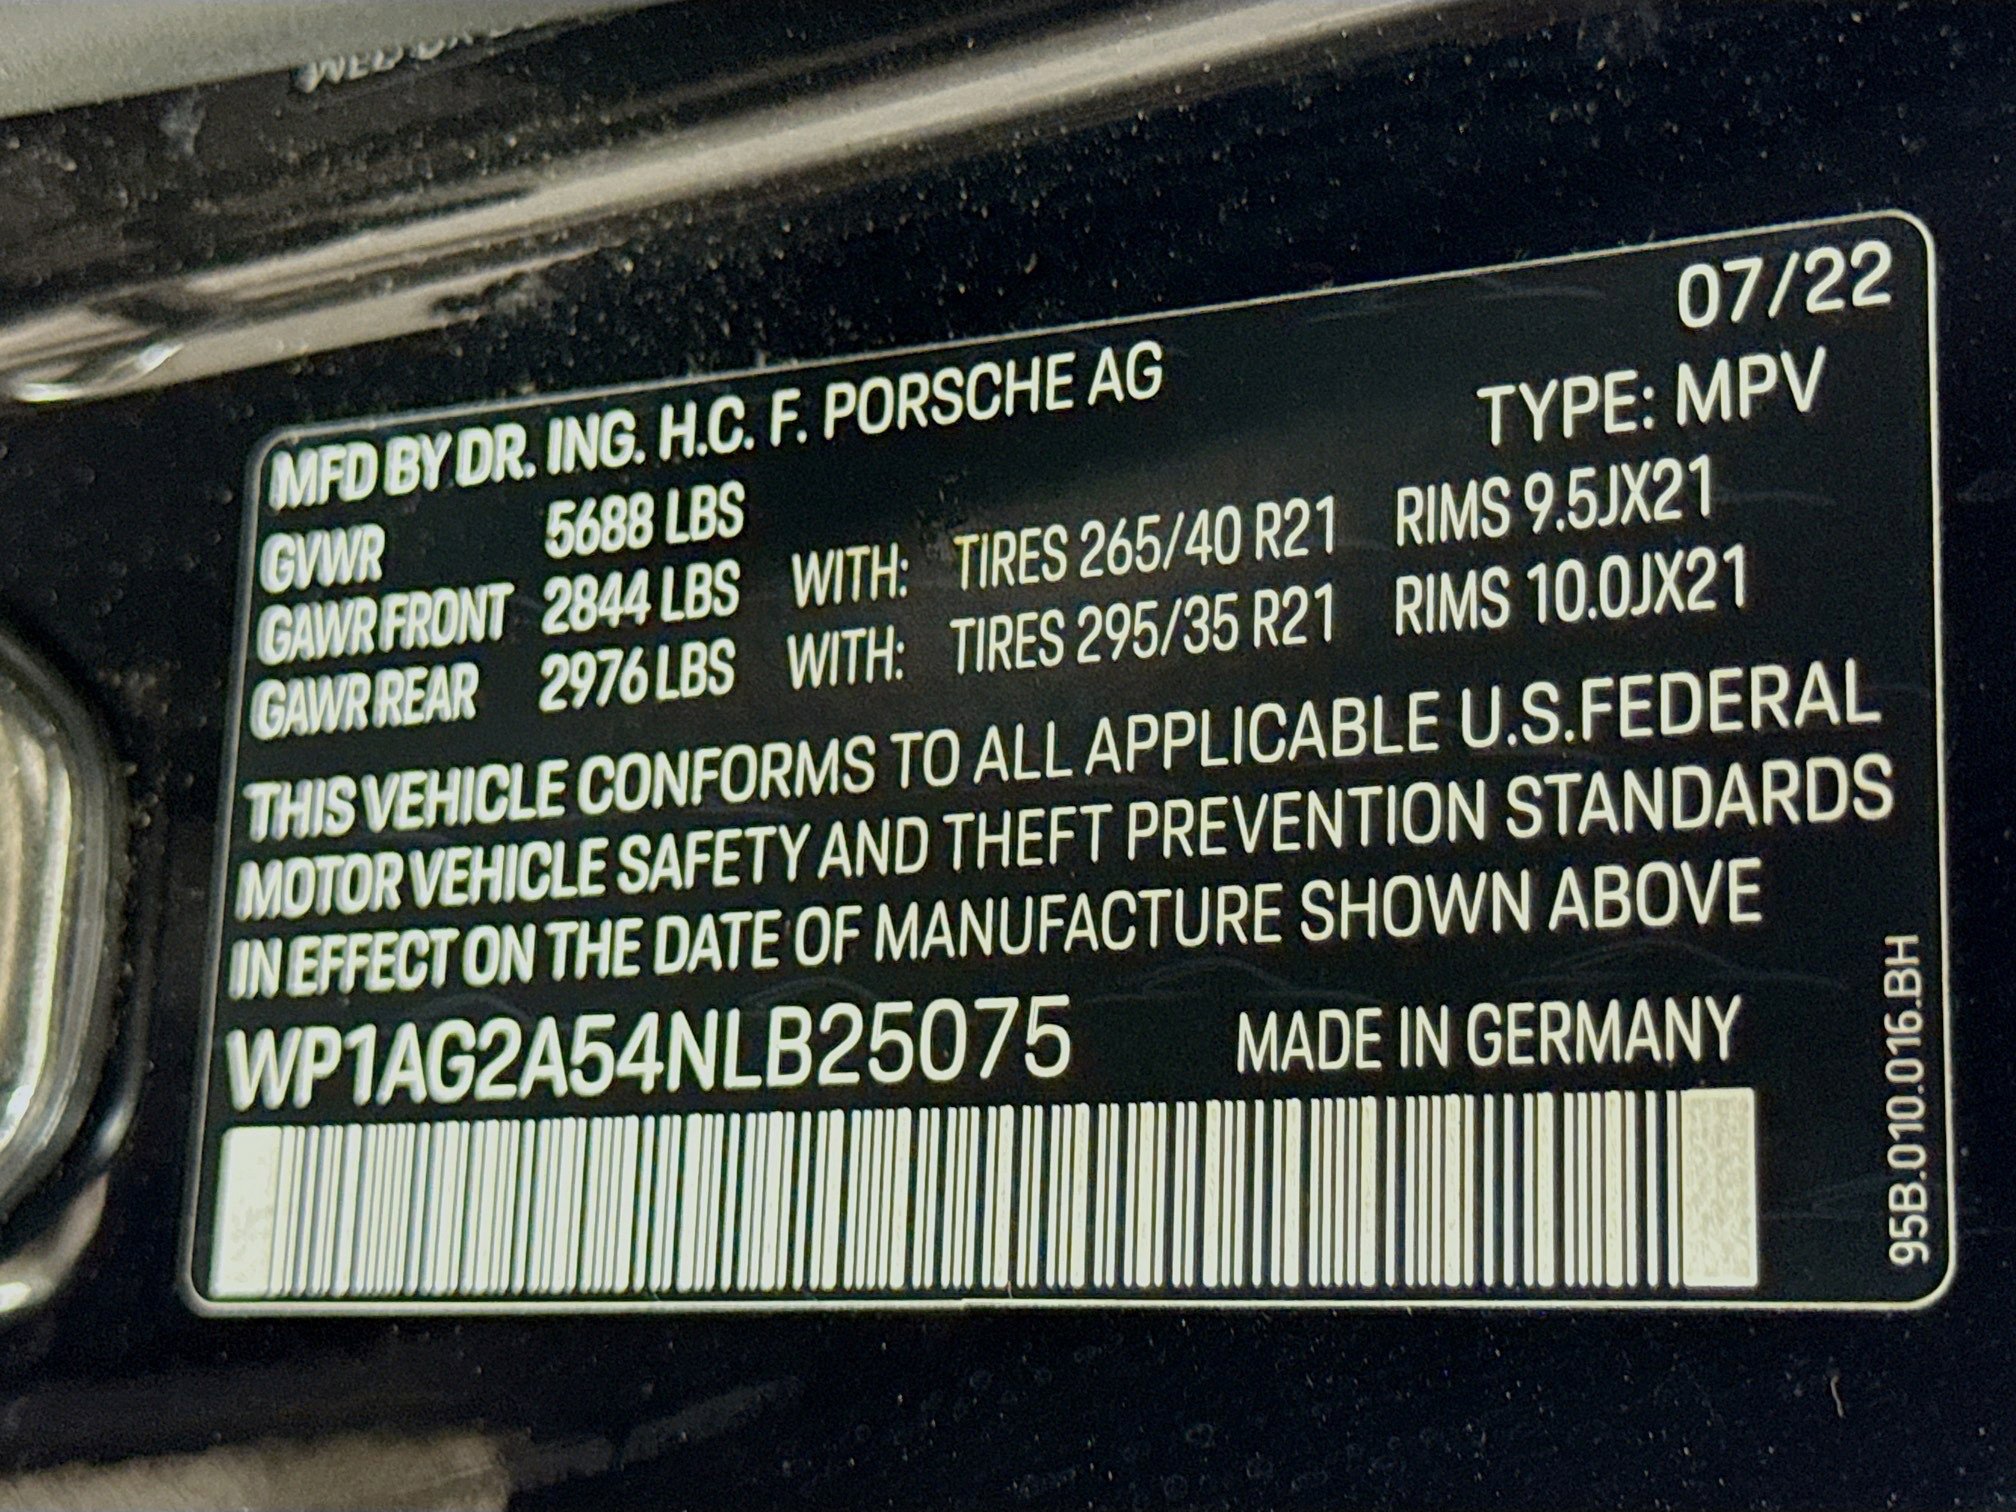 07/22
MFD BY DR. ING. H.C. F. PORSCHE AG TYPE: MPV
GVWR 5688 LBS
GAWR FRONT 2844 LBS WITH: TIRES 265/40 R21 RIMS 9.5JX21
GAWR REAR 2976 LBS WITH: TIRES 295/35 R21 RIMS 10.0JX21
THIS VEHICLE CONFORMS TO ALL APPLICABLE U.S.FEDERAL
MOTOR VEHICLE SAFETY AND THEFT PREVENTION STANDARDS
IN EFFECT ON THE DATE OF MANUFACTURE SHOWN ABOVE
WP1AG2A54NLB25075 MADE IN GERMANY
95B.010.016.BH